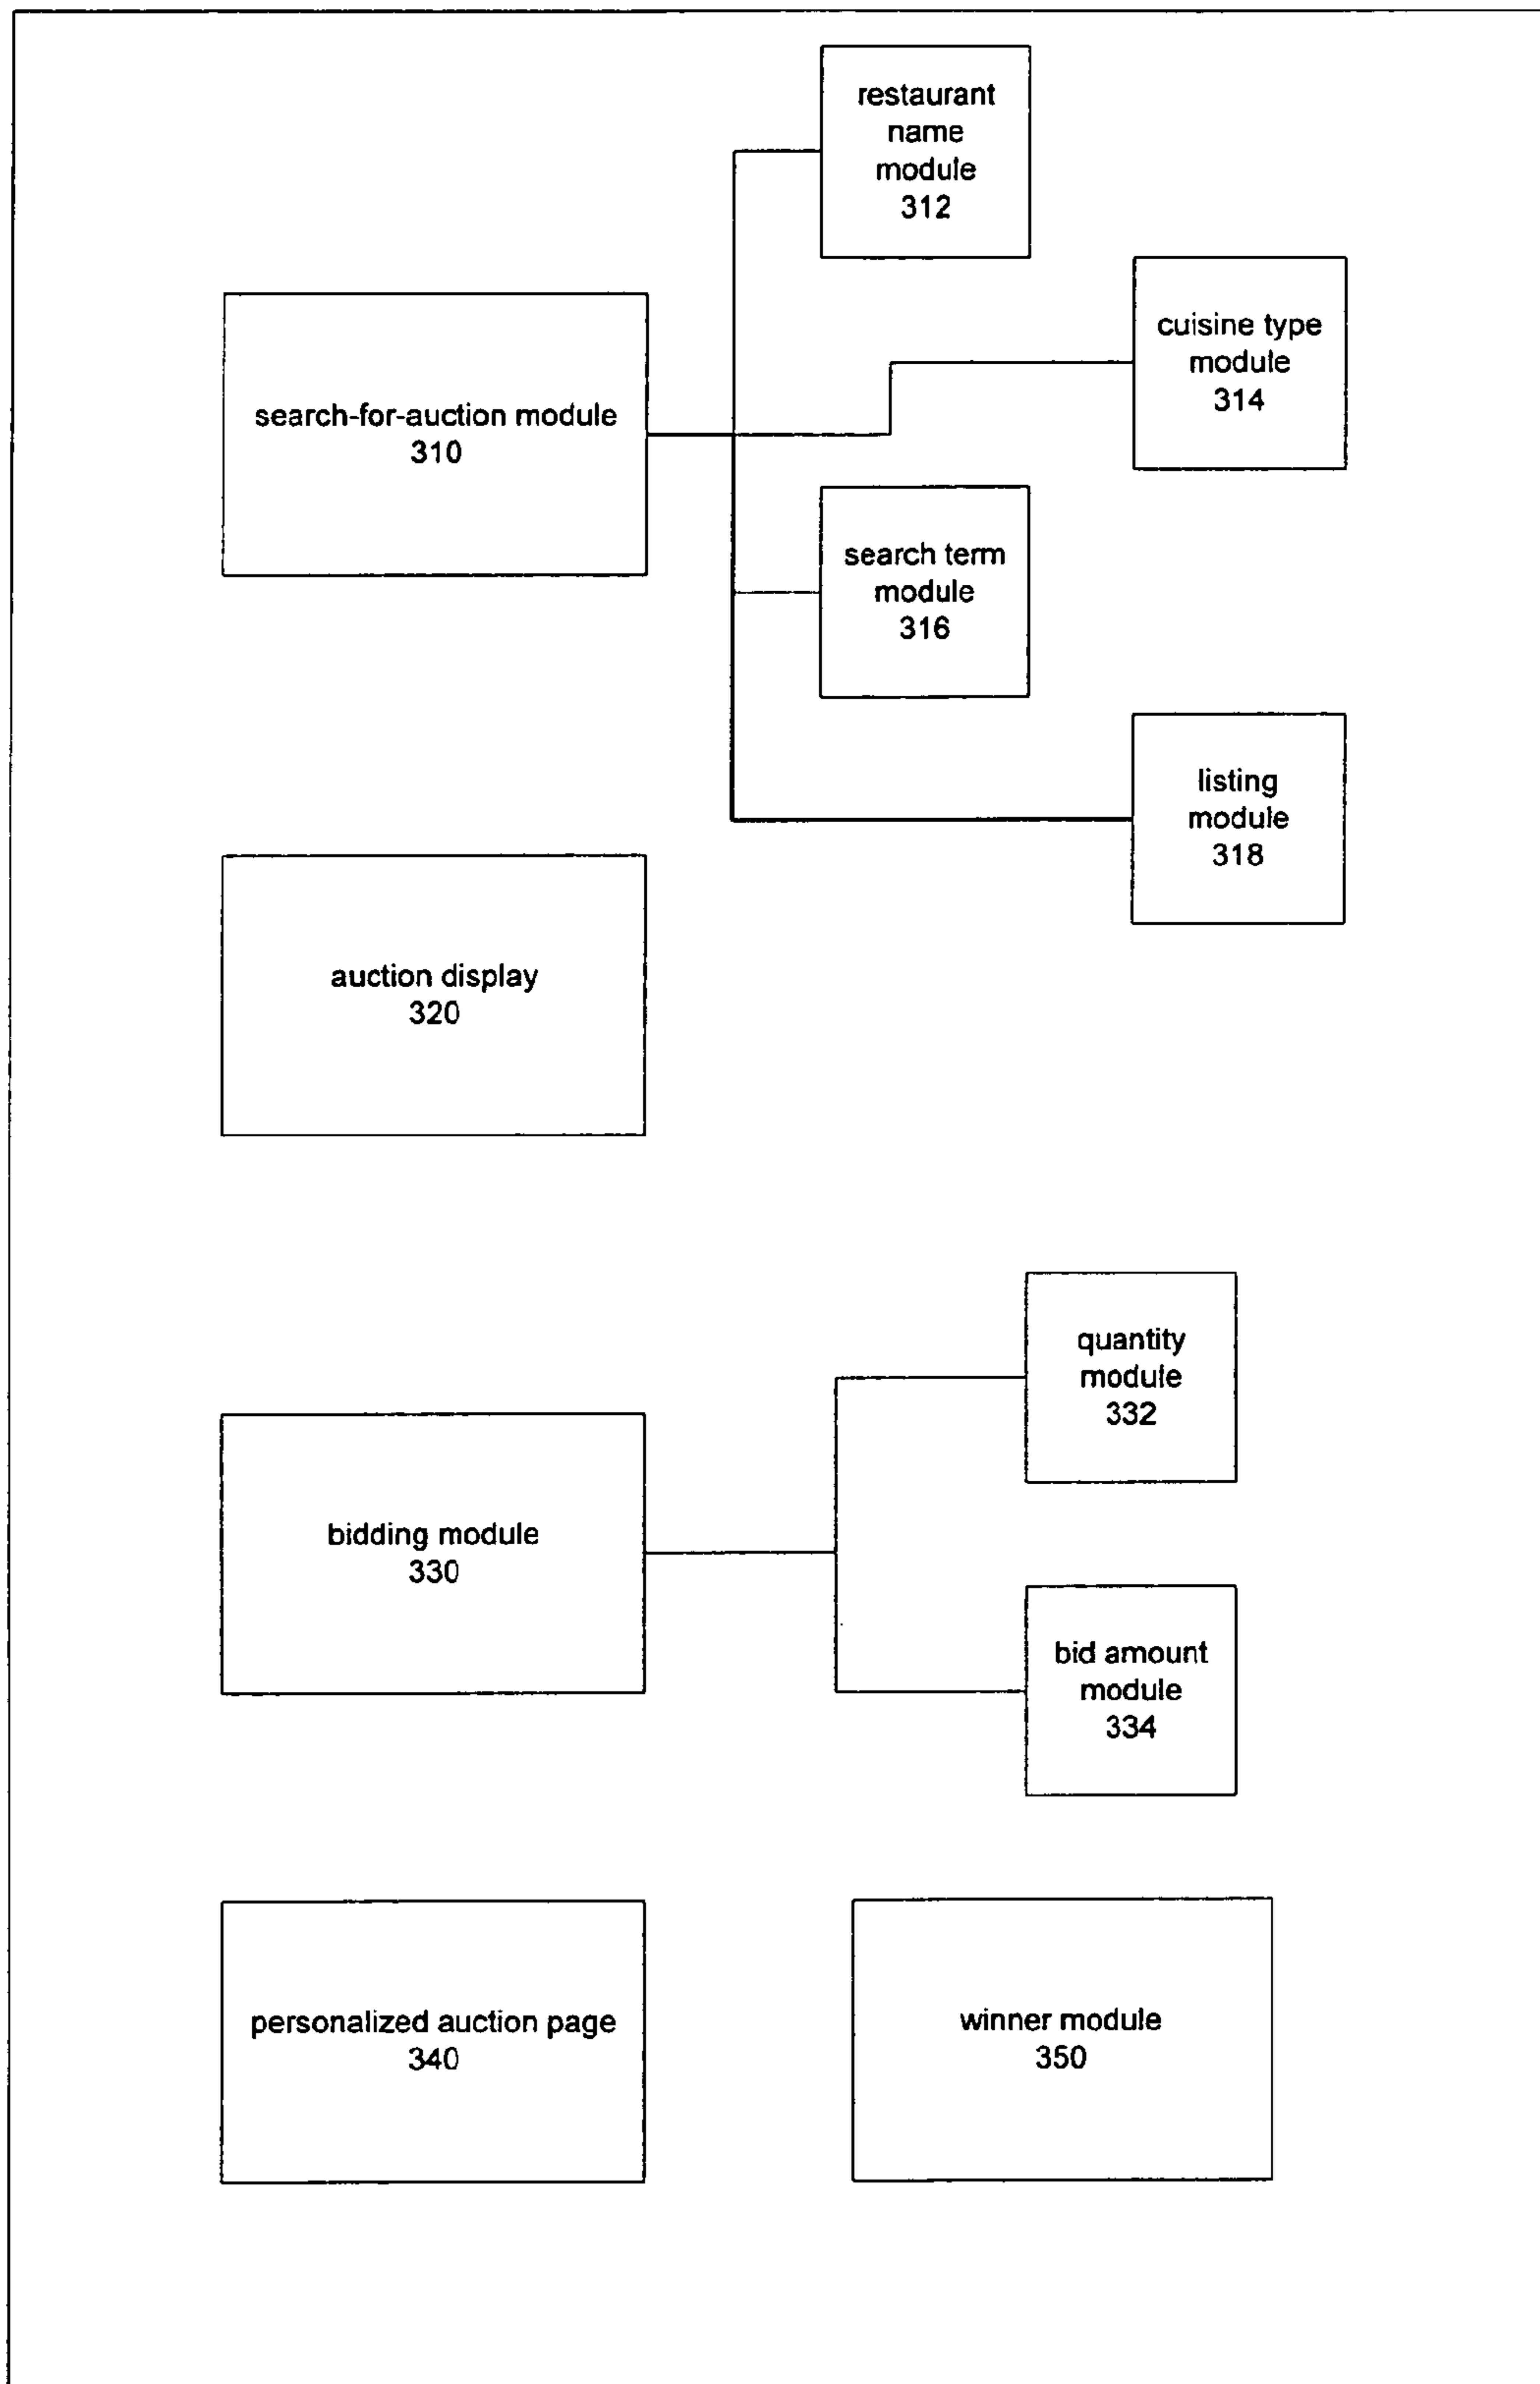 restaurant
name
module
312
cuisine type
module
314
search-for-auction module
310
search term
module
316
listing
module
318
auction display
320
quantity
module
332
bidding module
330
bid amount
module
334
personalized auction page
340
winner module
350